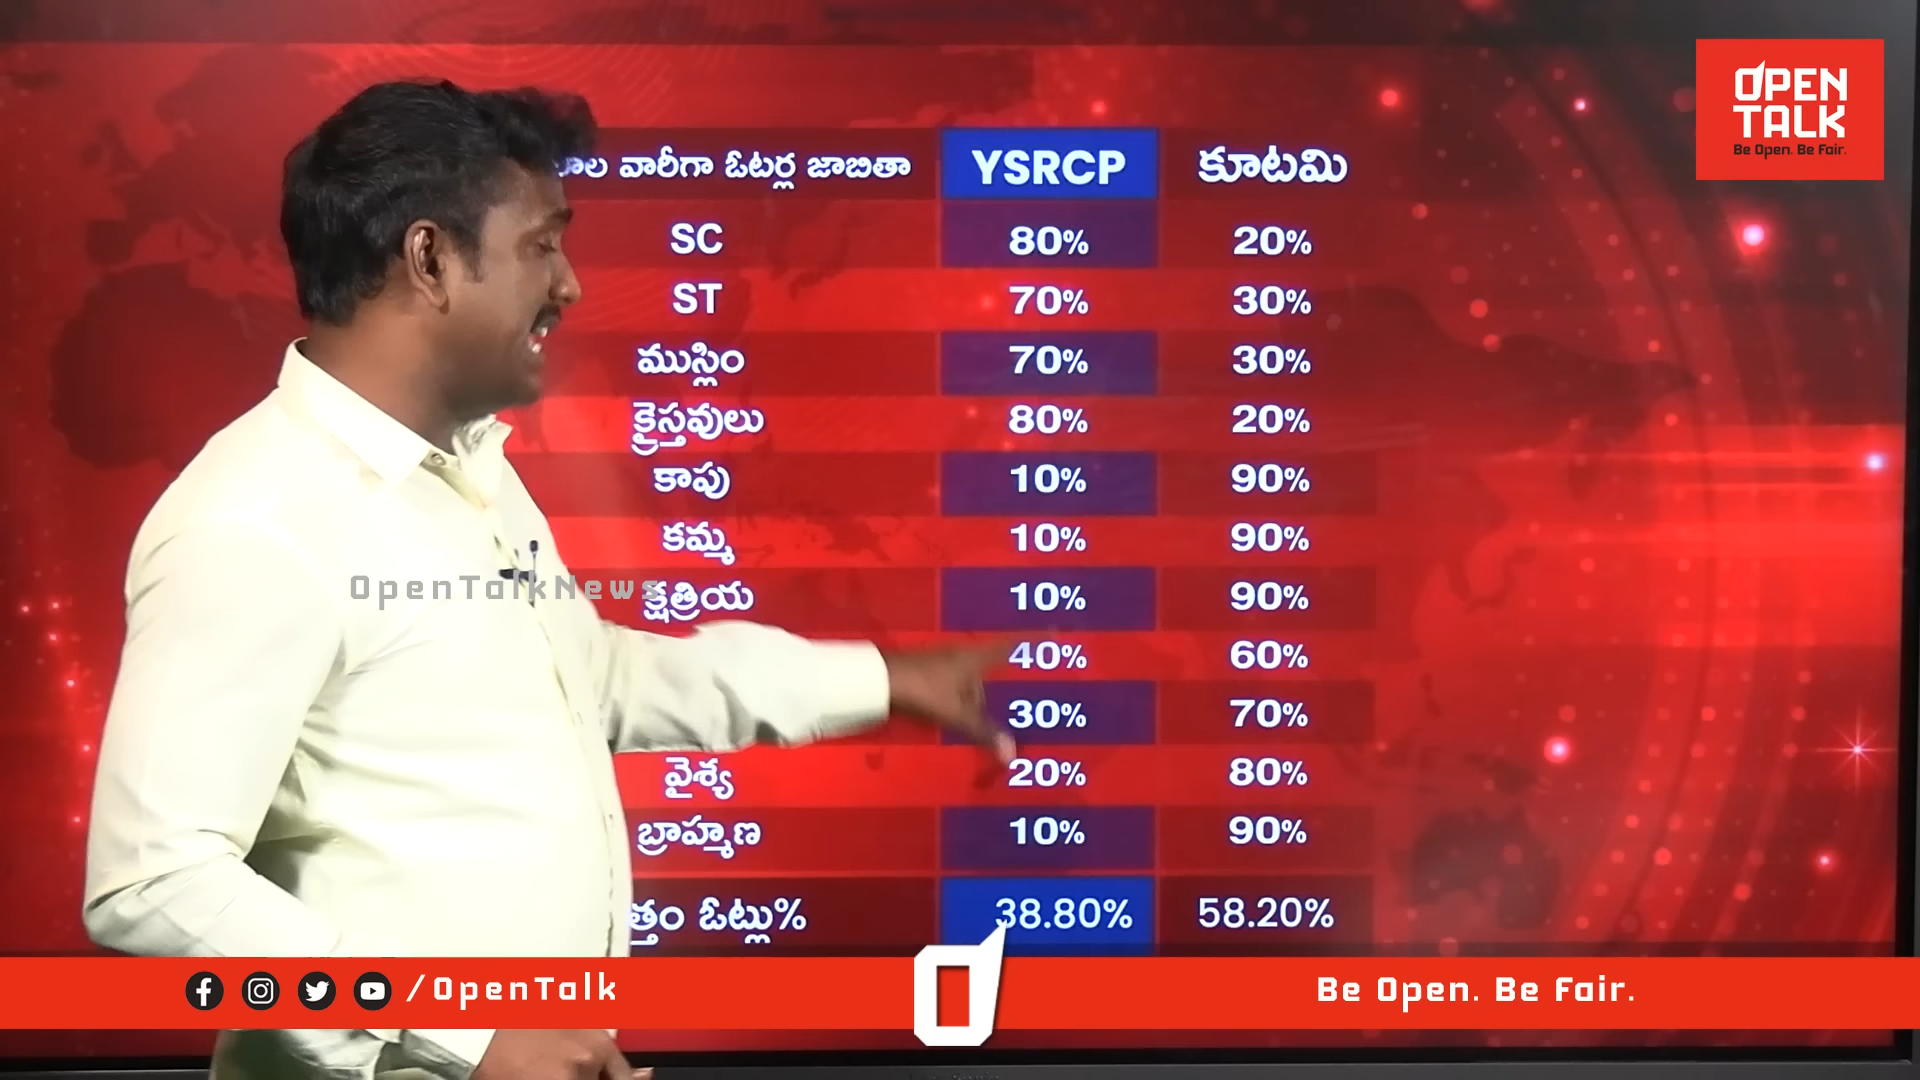 OPEN
TALK
Be Open. Be Fair.
వారీగా ఓటర్ల జాబితా YSRCP కూటమి
SC 80% 20%
ST 70% 30%
ముస్లిం 70% 30%
క్రైస్తవులు 80% 20%
కాపు 10% 90%
కమ్మ 10% 90%
OpenTalkNews
క్షత్రియ 10% 90%
40% 60%
30% 70%
వైశ్య 20% 80%
బ్రాహ్మణ 10% 90%
ఓట్లు% 38.80% 58.20%
/OpenTalk
Be Open. Be Fair.